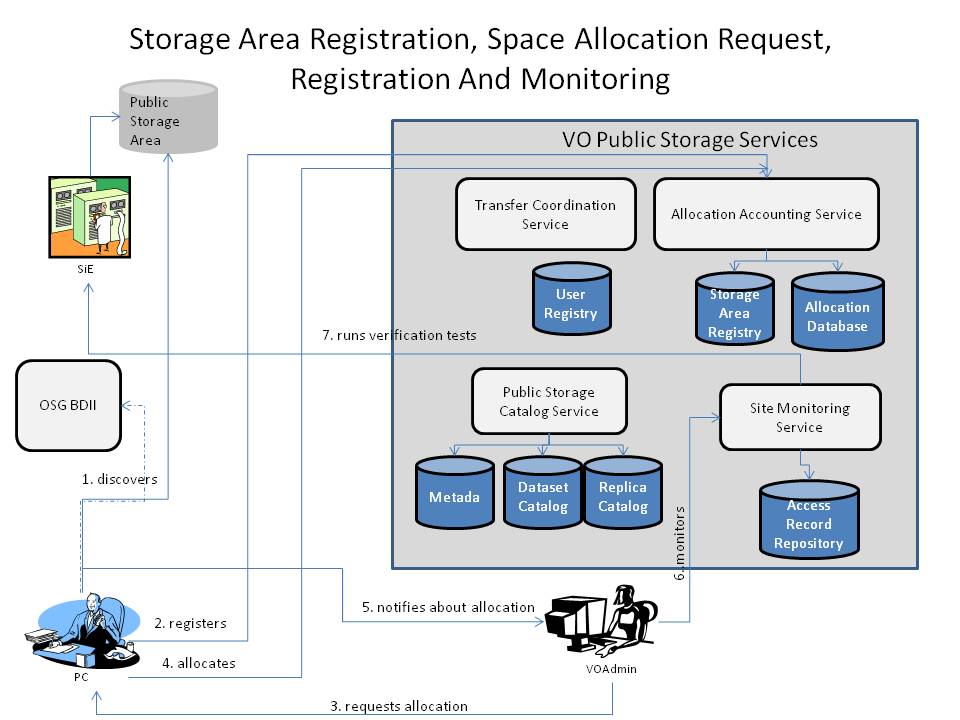 Storage Area Registration, Space Allocation Request,
Registration And Monitoring
Public
Storage
Area
VO Public Storage Services
Transfer Coordination
Service
Allocation Accounting Service
SiE
User
Registry
Storage
Area
Registry
Allocation
Database
7. runs verification tests
OSG BDII
Public Storage
Catalog Service
Site Monitoring
Service
1. discovers
Metada
Dataset
Catalog
Replica
Catalog
Access
Record
Repository
6. monitors
5. notifies about allocation
2. registers
4. allocates
PC
VOAdmin
3. requests allocation